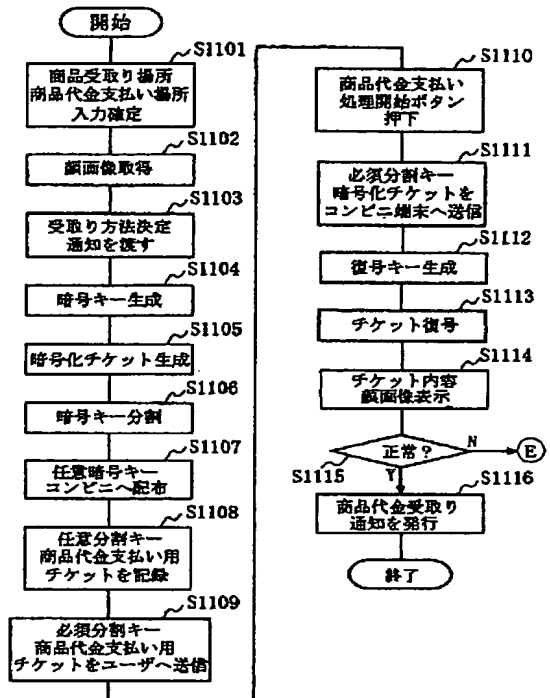 開始
S1101
商品受取り場所
商品代金支払い場所
入力確定
S1102
顔画像取得
S1103
受取り方法決定
通知を渡す
S1104
暗号キー生成
S1105
暗号化チケット生成
S1106
暗号キー分割
S1107
任意暗号キー
コンビニへ配布
S1108
任意分割キー
商品代金支払い用
チケットを記録
S1109
必須分割キー
商品代金支払い用
チケットをユーザへ送信
S1110
商品代金支払い
処理開始ボタン
押下
S1111
必須分割キー
暗号化チケットを
コンビニ端末へ送信
S1112
復号キー生成
S1113
チケット復号
S1114
チケット内容
顔画像表示
正常?
N
E
S1115
Y
S1116
商品代金受取り
通知を発行
終了